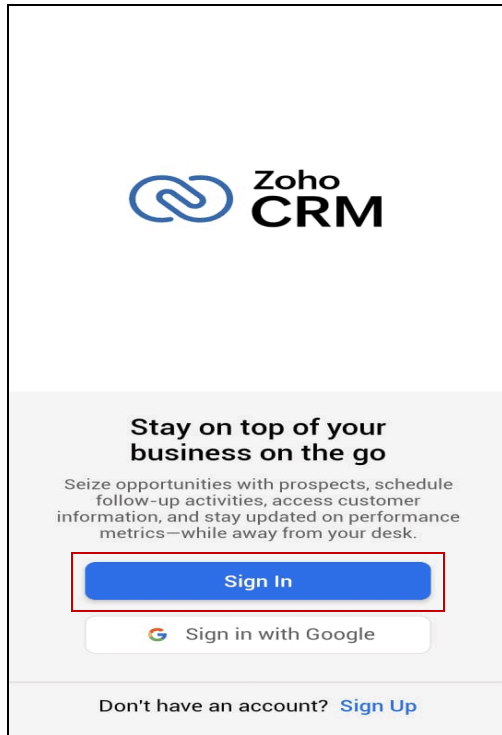 Zoho
CRM
Stay on top of your
business on the go
Seize opportunities with prospects, schedule
follow-up activities, access customer
information, and stay updated on performance
metrics—while away from your desk.
Sign In
Sign in with Google
Don't have an account? Sign Up